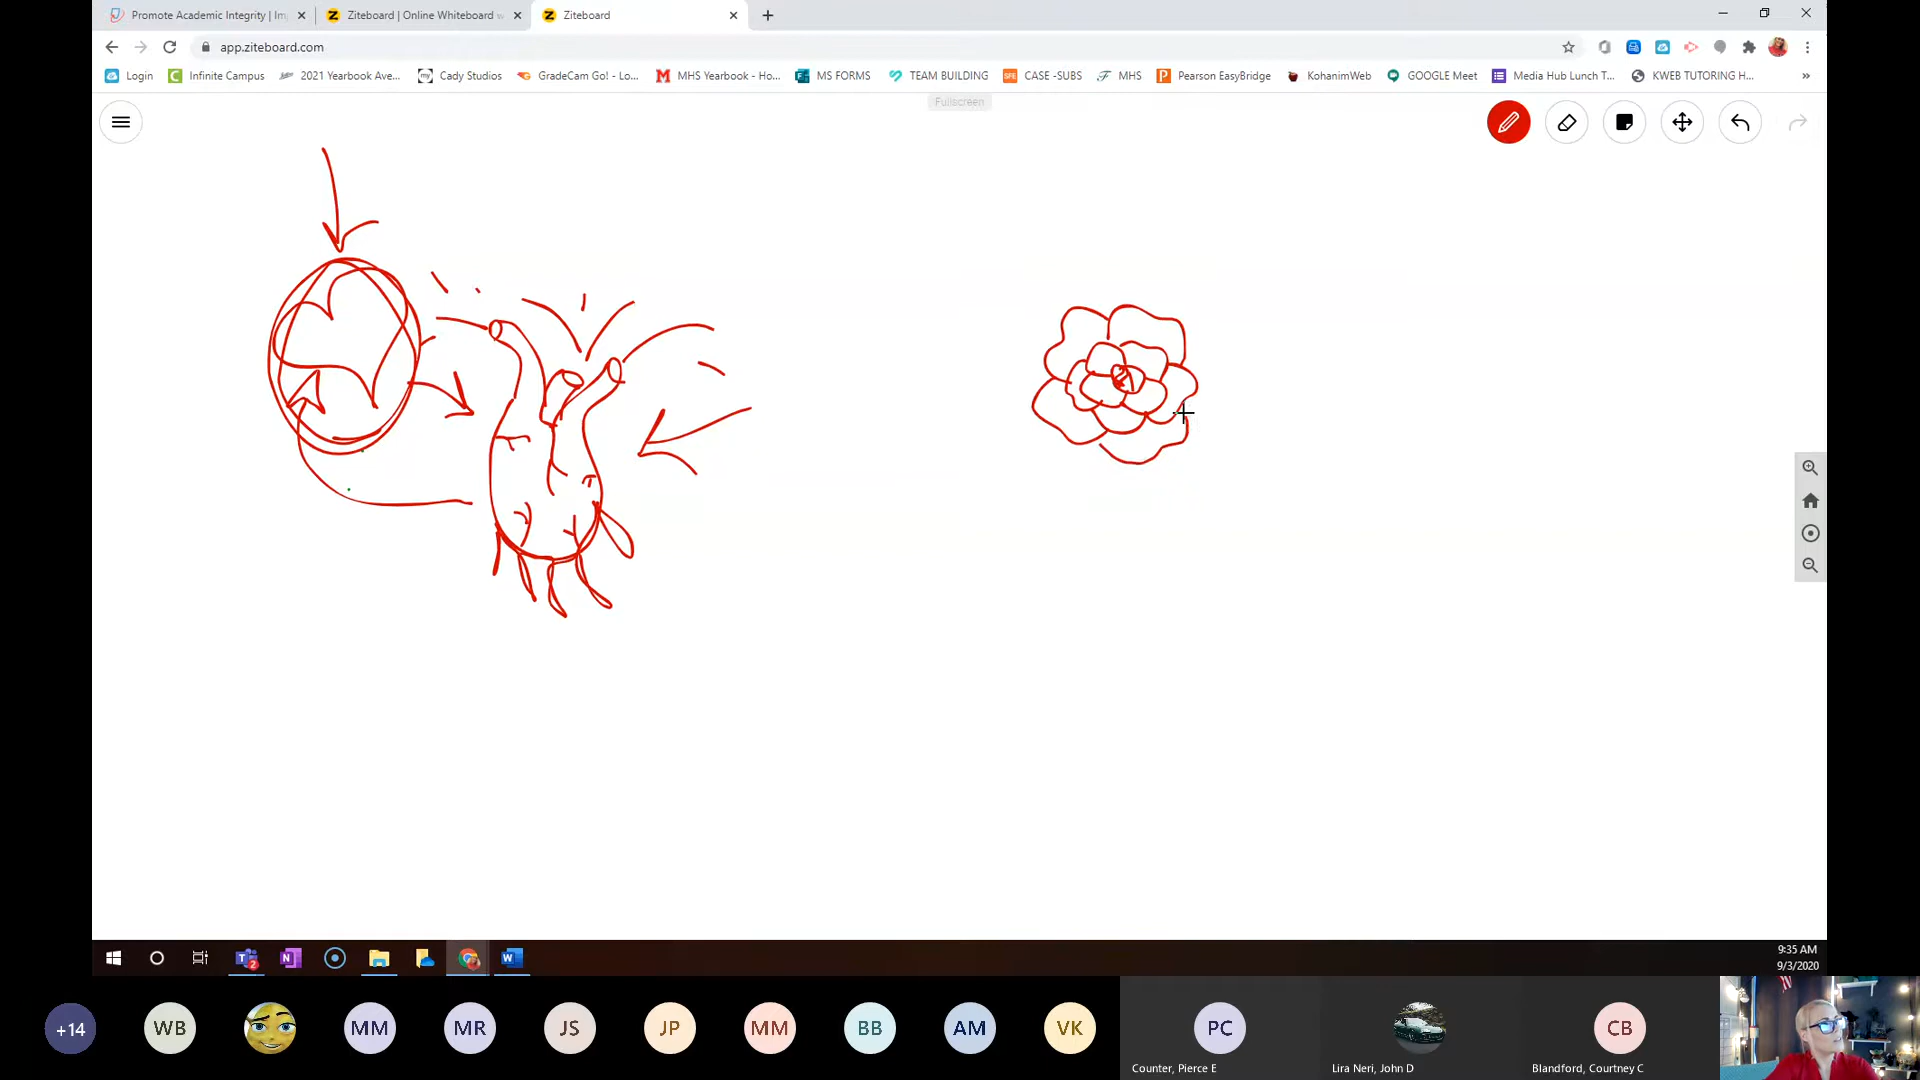 Promote Academic Integrity | Im
Ziteboard | Online Whiteboard w
Ziteboard
app.ziteboard.com
Login
Infinite Campus
2021 Yearbook Ave...
my
Cady Studios
GradeCam Go! - Lo...
MHS Yearbook - Ho...
MS FORMS
TEAM BUILDING
CASE -SUBS
MHS
Pearson EasyBridge
KohanimWeb
GOOGLE Meet
Media Hub Lunch T...
KWEB TUTORING H...
Fullscreen
9:35 AM
9/3/2020
+14
WB
MM
MR
JS
JP
MM
BB
AM
VK
PC
CB
Counter, Pierce E
Lira Neri, John D
Blandford, Courtney C